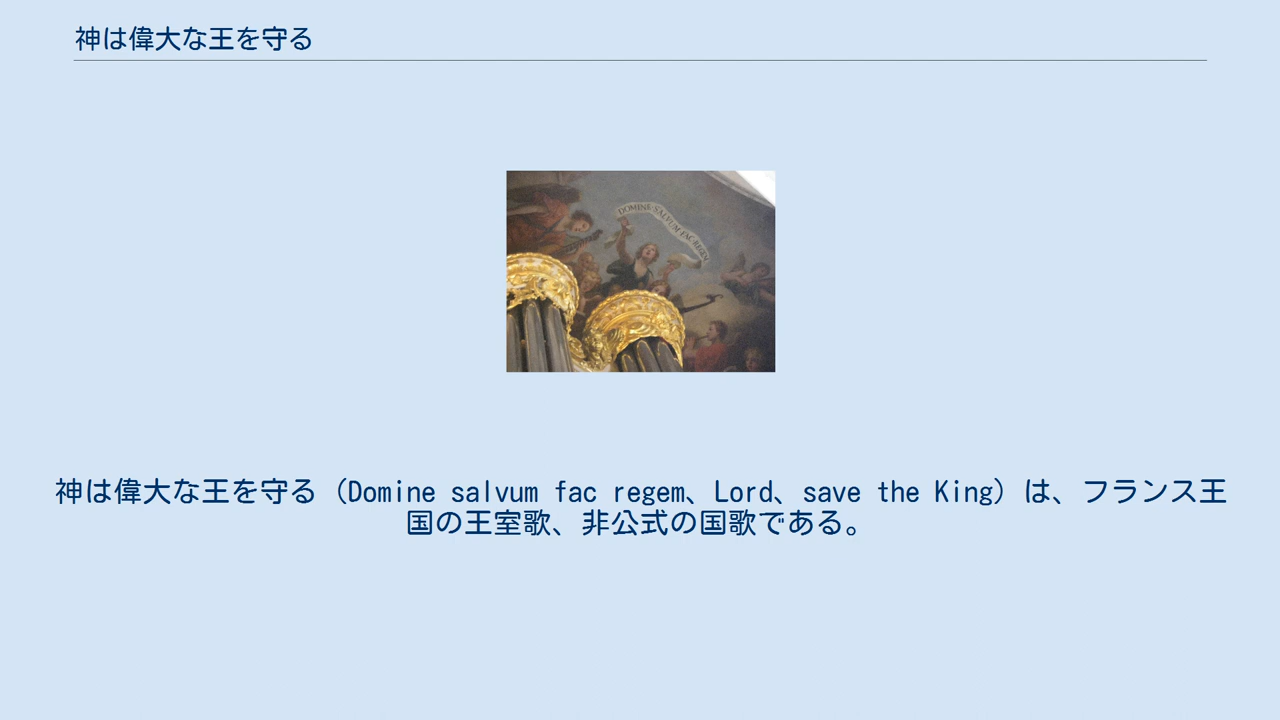 神は偉大な王を守る
DOMINE SALVUM FAC REGEM
神は偉大な王を守る（Domine salvum fac regem、Lord、save the King）は、フランス王
国の王室歌、非公式の国歌である。